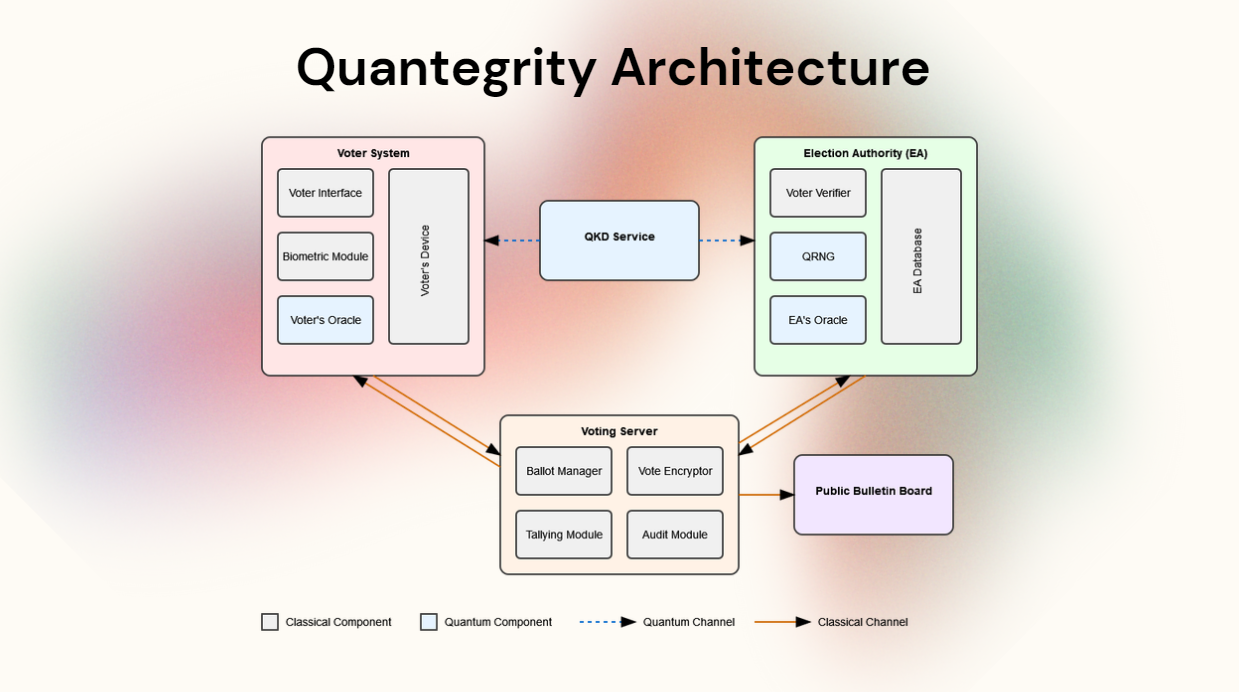 Quantegrity Architecture
Voter System
Voter Interface
Biometric Module
Voter's Oracle
Voter's Device
QKD Service
Election Authority (EA)
Voter Verifier
QRNG
EA's Oracle
EA Database
Voting Server
Ballot Manager
Vote Encryptor
Tallying Module
Audit Module
Public Bulletin Board
Classical Component
Quantum Component
Quantum Channel
Classical Channel